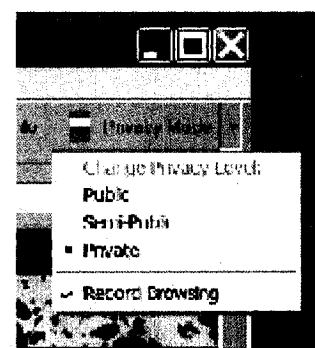 Privacy Mode
Change Privacy Level:
Public
Semi-Public
Private
Record Browsing